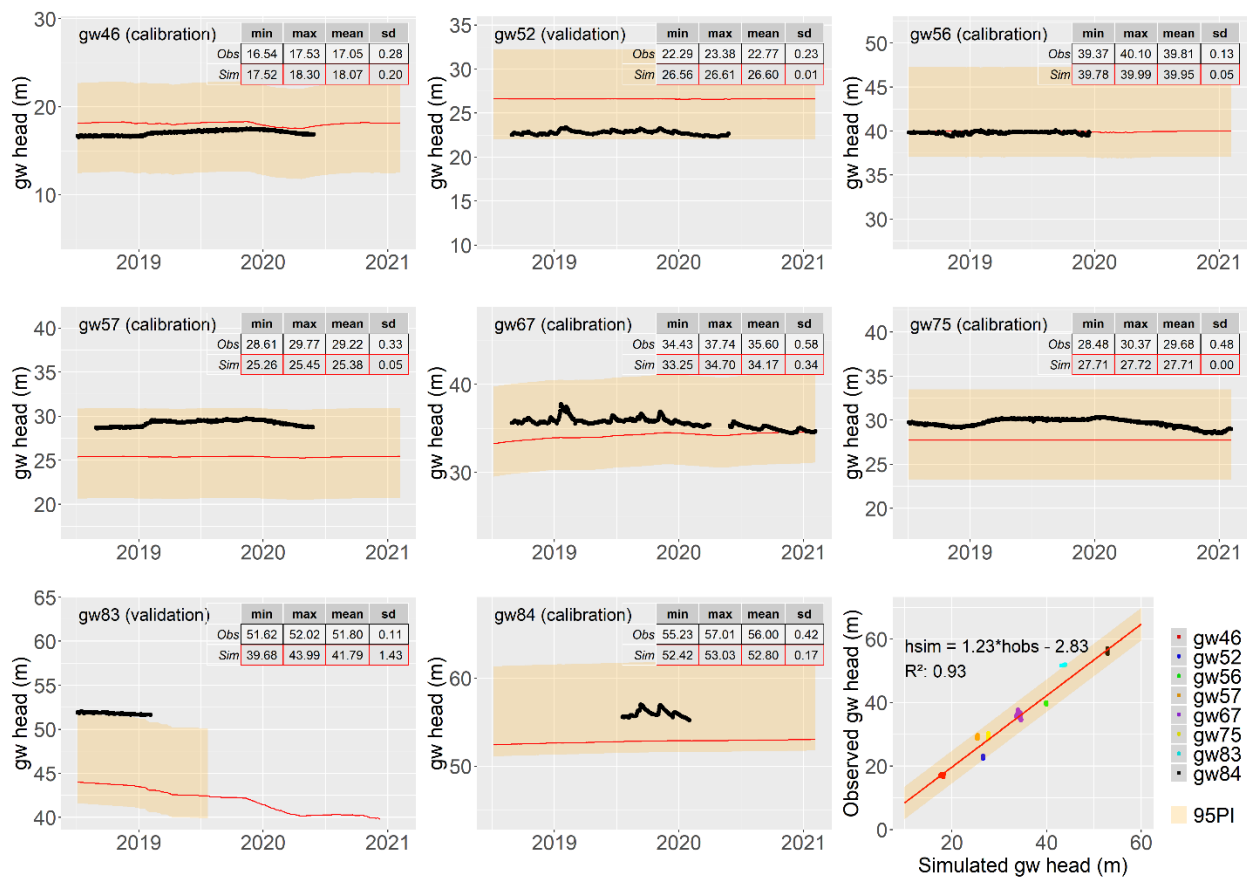 gw46 (calibration)
min max mean sd
Obs 16.54 17.53 17.05 0.28
Sim 17.52 18.30 18.07 0.20
gw head (m)
30
20
10
2019 2020 2021
gw52 (validation)
min max mean sd
Obs 22.29 23.38 22.77 0.23
Sim 26.56 26.61 26.60 0.01
gw head (m)
35
30
25
20
15
10
2019 2020 2021
gw56 (calibration)
min max mean sd
Obs 39.37 40.10 39.81 0.13
Sim 39.78 39.99 39.95 0.05
gw head (m)
50
45
40
35
30
2019 2020 2021
gw57 (calibration)
min max mean sd
Obs 28.61 29.77 29.22 0.33
Sim 25.26 25.45 25.38 0.05
gw head (m)
40
35
30
25
20
2019 2020 2021
gw67 (calibration)
min max mean sd
Obs 34.43 37.74 35.60 0.58
Sim 33.25 34.70 34.17 0.34
gw head (m)
40
30
2019 2020 2021
gw75 (calibration)
min max mean sd
Obs 28.48 30.37 29.68 0.48
Sim 27.71 27.72 27.71 0.00
gw head (m)
40
35
30
25
20
2019 2020 2021
gw83 (validation)
min max mean sd
Obs 51.62 52.02 51.80 0.11
Sim 39.68 43.99 41.79 1.43
gw head (m)
65
60
55
50
45
40
2019 2020 2021
gw84 (calibration)
min max mean sd
Obs 55.23 57.01 56.00 0.42
Sim 52.42 53.03 52.80 0.17
gw head (m)
60
50
2019 2020 2021
hsim = 1.23*hobs - 2.83
R²: 0.93
Observed gw head (m)
60
40
20
0
20 40 60
Simulated gw head (m)
gw46
gw52
gw56
gw57
gw67
gw75
gw83
gw84
95PI